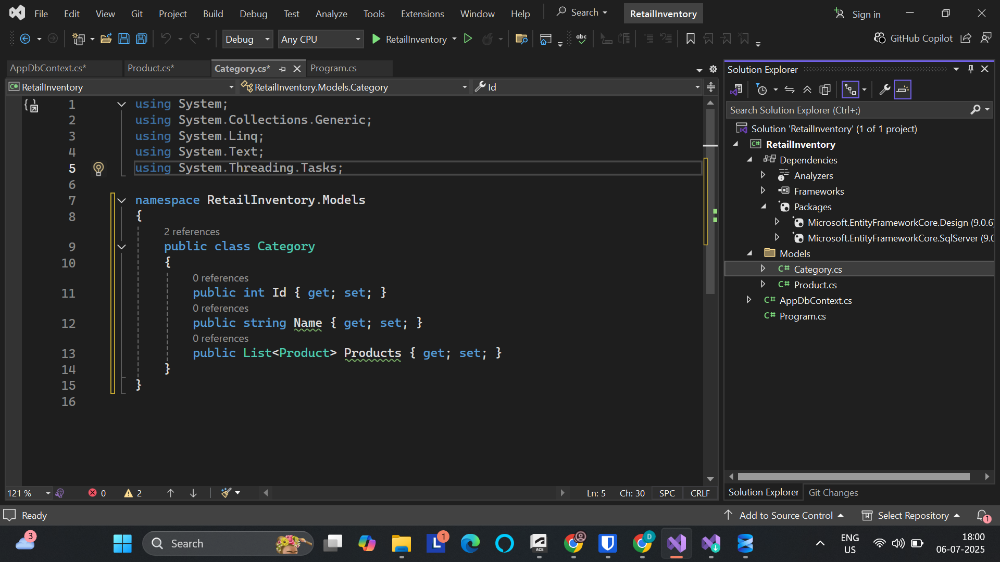 File Edit View Git Project Build Debug Test Analyze Tools Extensions Window Help Search RetailInventory Sign in
Debug Any CPU RetailInventory abc GitHub Copilot
AppDbContext.cs* Product.cs* Category.cs* Program.cs
C# RetailInventory RetailInventory.Models.Category Id
1 using System;
2 using System.Collections.Generic;
3 using System.Linq;
4 using System.Text;
5 using System.Threading.Tasks;
6
7 namespace RetailInventory.Models
8 {
2 references
9 public class Category
10 {
0 references
11 public int Id { get; set; }
0 references
12 public string Name { get; set; }
0 references
13 public List<Product> Products { get; set; }
14 }
15 }
16
121 % 0 2 Ln: 5 Ch: 30 SPC CRLF
Solution Explorer
Search Solution Explorer (Ctrl+;)
Solution 'RetailInventory' (1 of 1 project)
C# RetailInventory
Dependencies
Analyzers
Frameworks
Packages
Microsoft.EntityFrameworkCore.Design (9.0.6)
Microsoft.EntityFrameworkCore.SqlServer (9.0
Models
C# Category.cs
C# Product.cs
C# AppDbContext.cs
C# Program.cs
Solution Explorer Git Changes
Ready Add to Source Control Select Repository 1
3 Search L 1 ACS D ENG US 18:00
06-07-2025